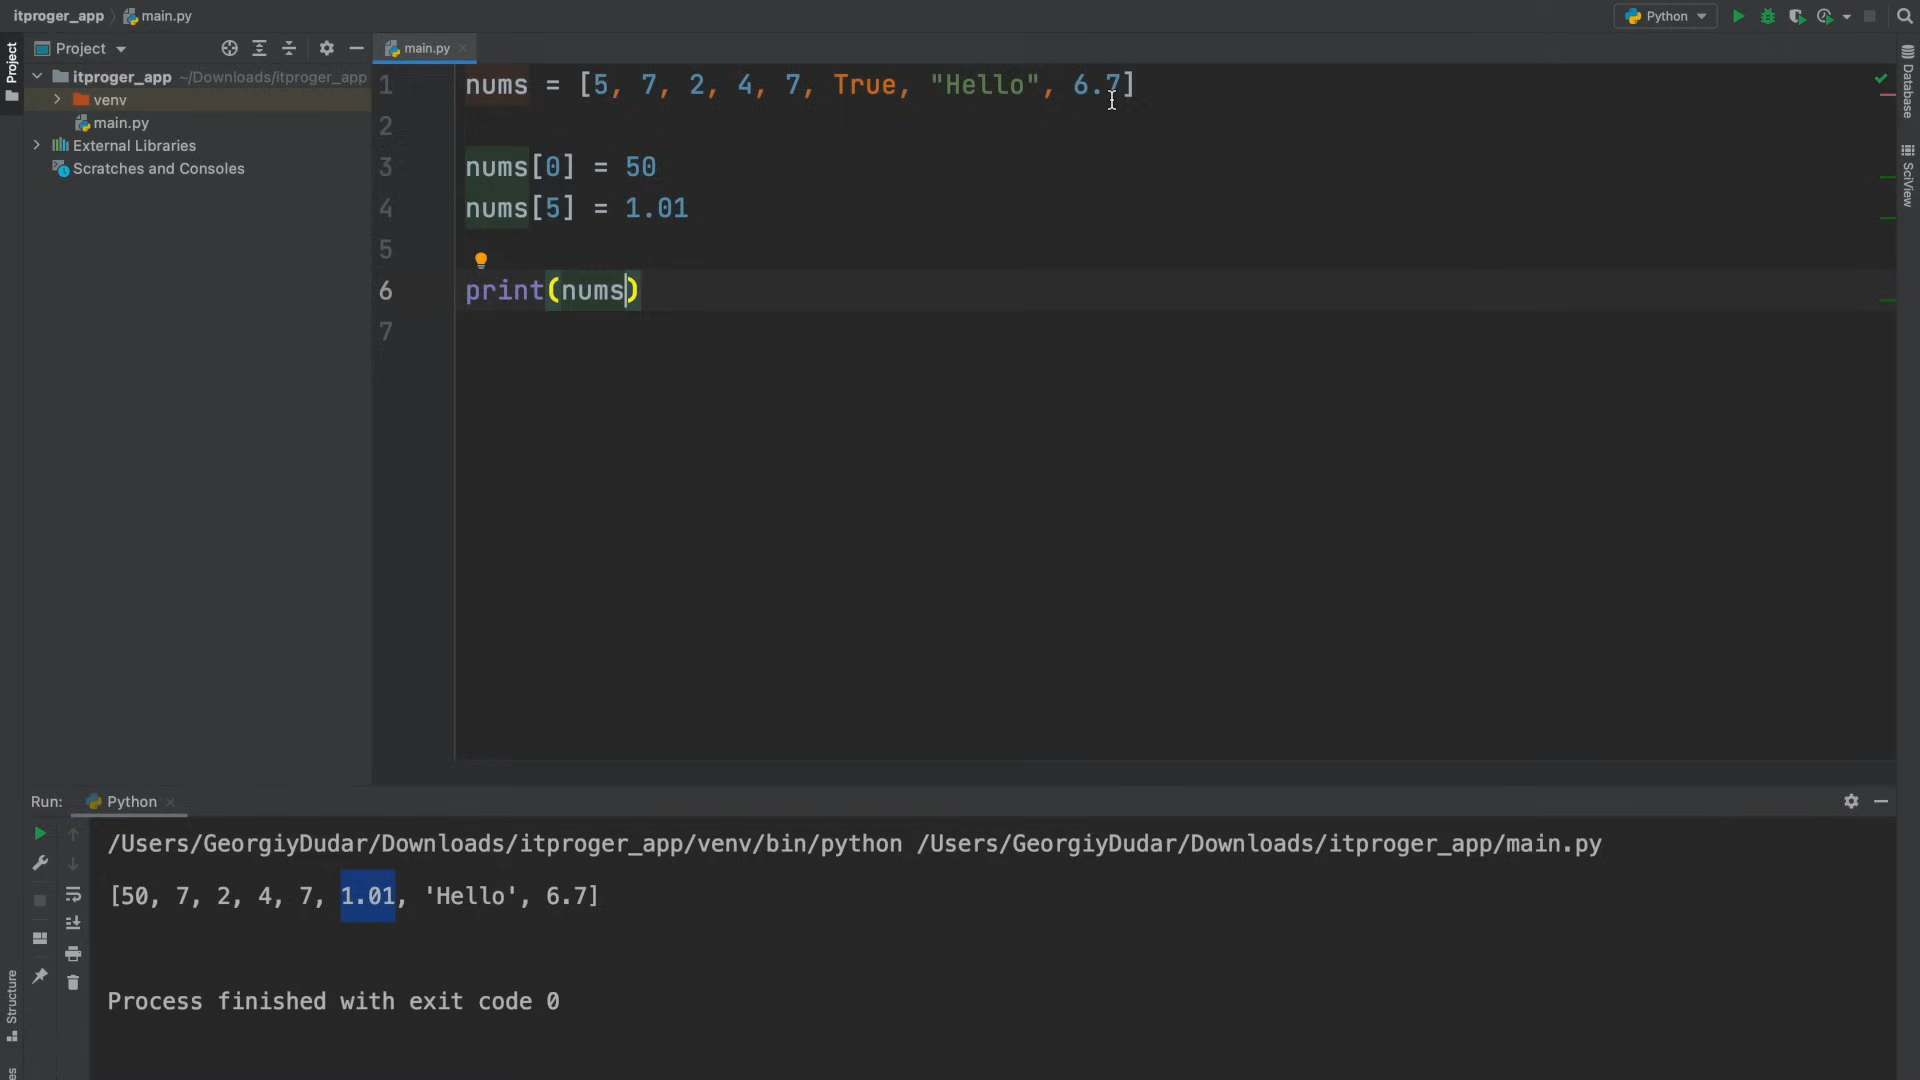 itproger_app
main.py
Python
Project
Project
main.py
itproger_app ~/Downloads/itproger_app
venv
main.py
External Libraries
Scratches and Consoles
1 nums = [5, 7, 2, 4, 7, True, "Hello", 6.7]
2
3 nums[0] = 50
4 nums[5] = 1.01
5
6 print(nums)
7
Database
SciView
Run: Python
/Users/GeorgiyDudar/Downloads/itproger_app/venv/bin/python /Users/GeorgiyDudar/Downloads/itproger_app/main.py
[50, 7, 2, 4, 7, 1.01, 'Hello', 6.7]
Process finished with exit code 0
Structure